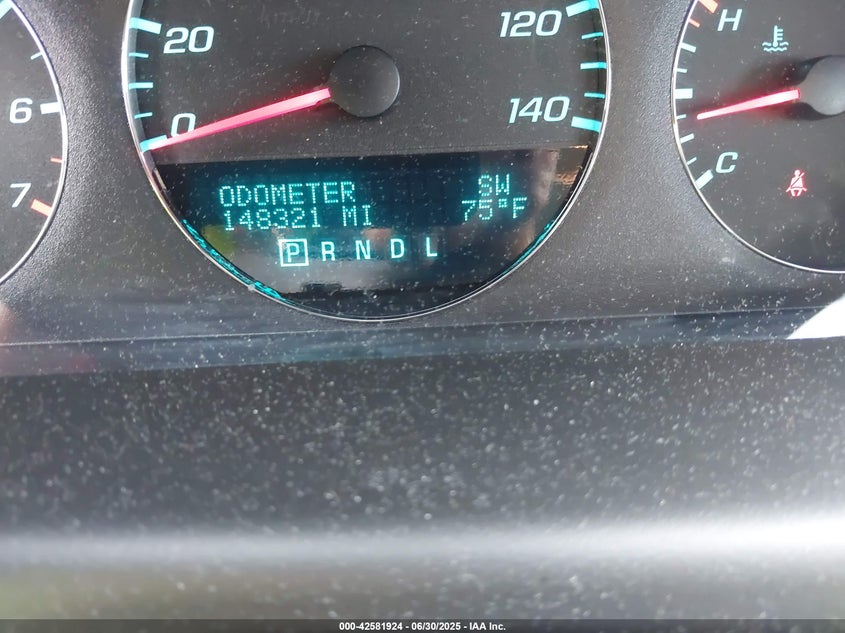 20
120
H
6
0
140
7
C
ODOMETER SW
148321 MI 75°F
P R N D L
000-42581924 - 06/30/2025 - IAA Inc.